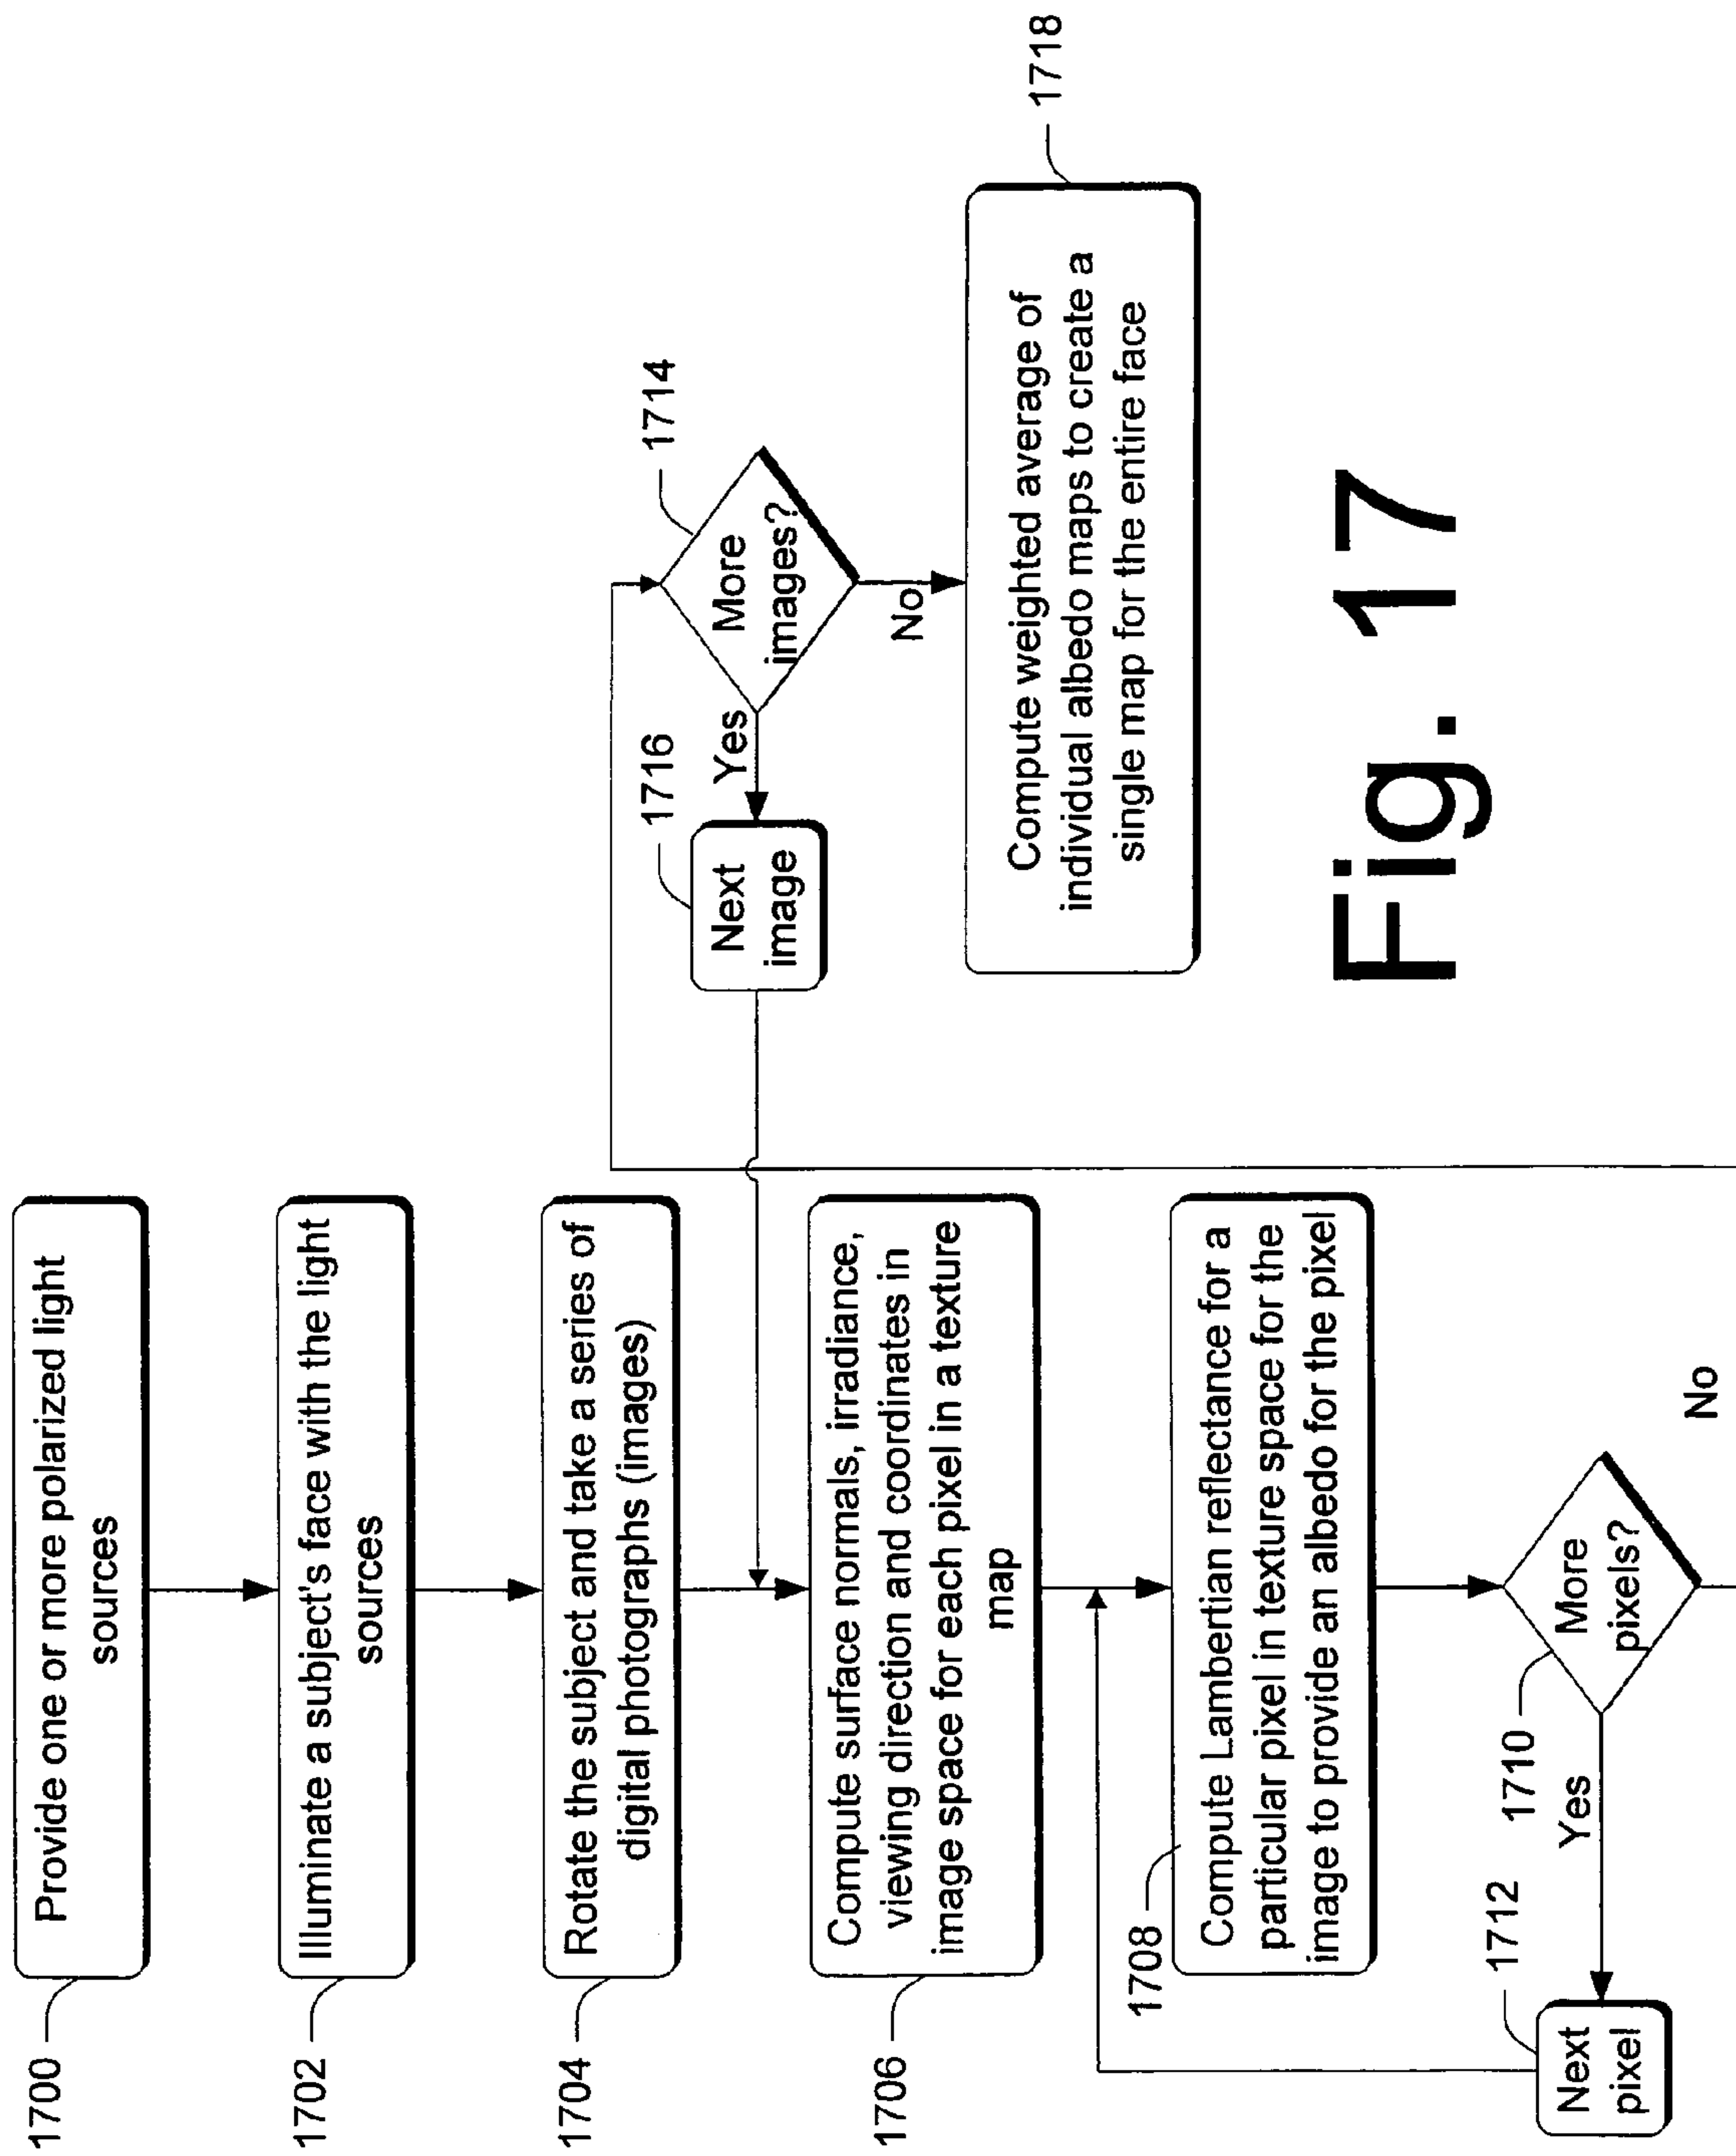 1700
Provide one or more polarized light
sources
1702
Illuminate a subject's face with the light
sources
1704
Rotate the subject and take a series of
digital photographs (images)
1706
Compute surface normals, irradiance,
viewing direction and coordinates in
image space for each pixel in a texture
map
1708
Compute Lambertian reflectance for a
particular pixel in texture space for the
image to provide an albedo for the pixel
1710
More
pixels?
Yes
No
1712
Next
pixel
1714
More
images?
Yes
No
1716
Next
image
1718
Compute weighted average of
individual albedo maps to create a
single map for the entire face
Fig. 17